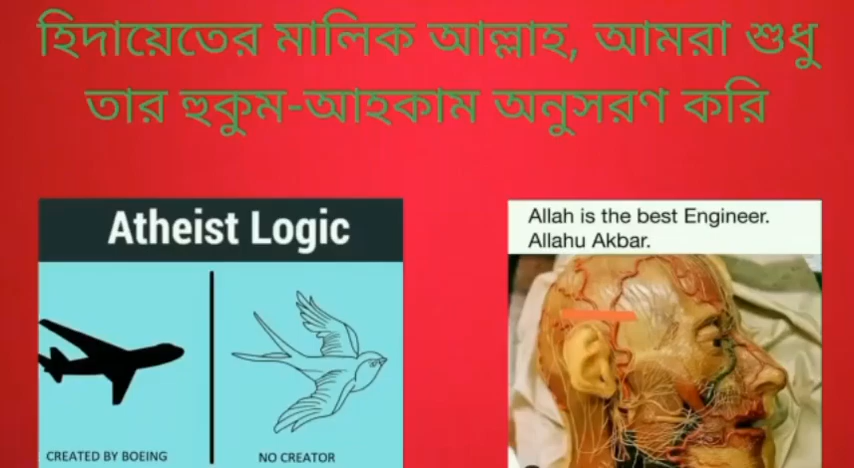 হিদায়েতের মালিক আল্লাহ, আমরা শুধু
তার হুকুম-আহকাম অনুসরণ করি
Atheist Logic
CREATED BY BOEING
NO CREATOR
Allah is the best Engineer.
Allahu Akbar.